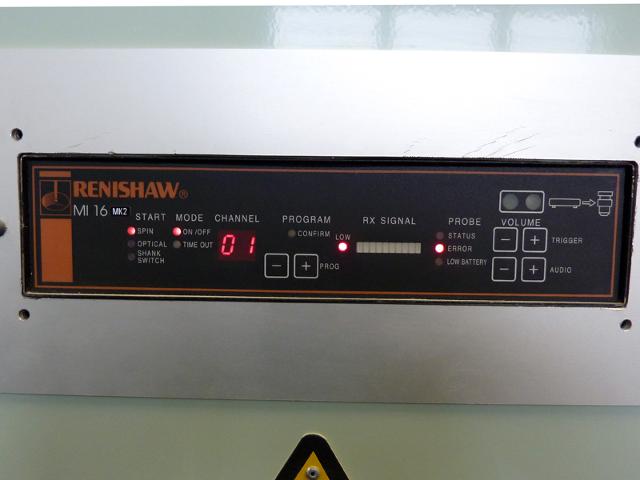 RENISHAW®
MI 16 MK2
START MODE CHANNEL PROGRAM RX SIGNAL PROBE VOLUME
SPIN ON/OFF 01 CONFIRM LOW STATUS − + TRIGGER
OPTICAL TIME OUT ERROR
SHANK SWITCH − + PROG LOW BATTERY − + AUDIO